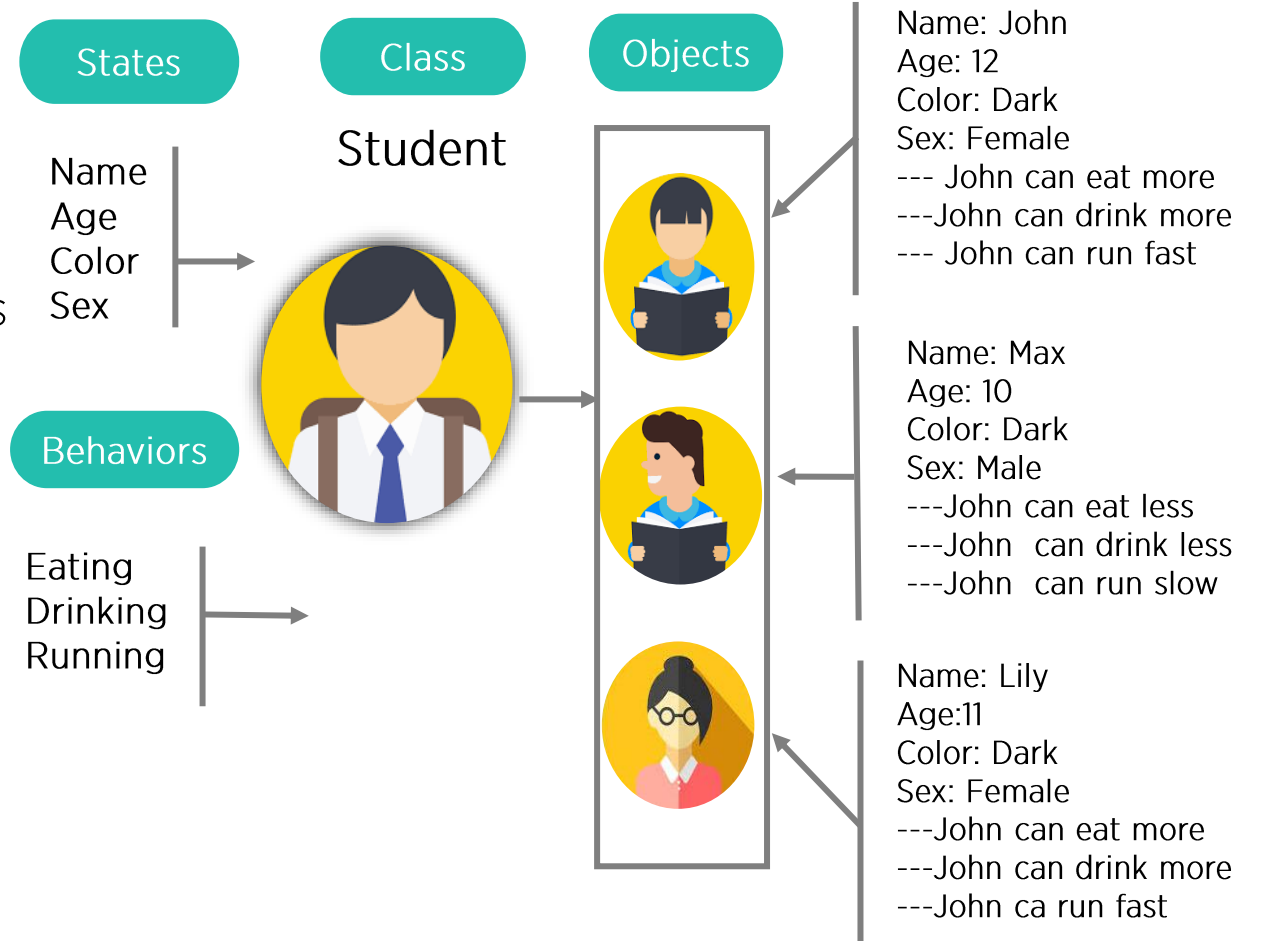 States
Name
Age
Color
Sex
s
Behaviors
Eating
Drinking
Running
Class
Student
Objects
Name: John
Age: 12
Color: Dark
Sex: Female
--- John can eat more
---John can drink more
--- John can run fast
Name: Max
Age: 10
Color: Dark
Sex: Male
---John can eat less
---John  can drink less
---John  can run slow
Name: Lily
Age:11
Color: Dark
Sex: Female
---John can eat more
---John can drink more
---John ca run fast